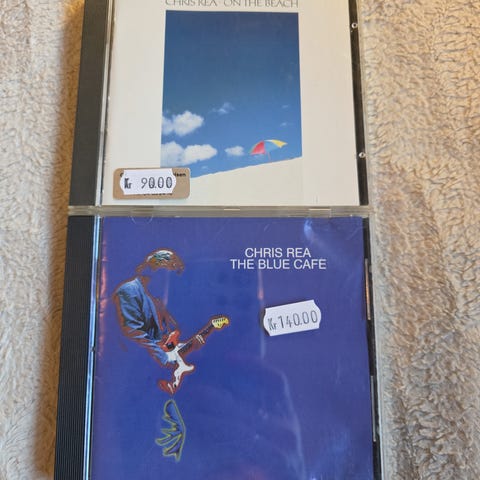 CHRIS REA · ON THE BEACH
Kr 90.00
CHRIS REA
THE BLUE CAFE
Kr 140.00